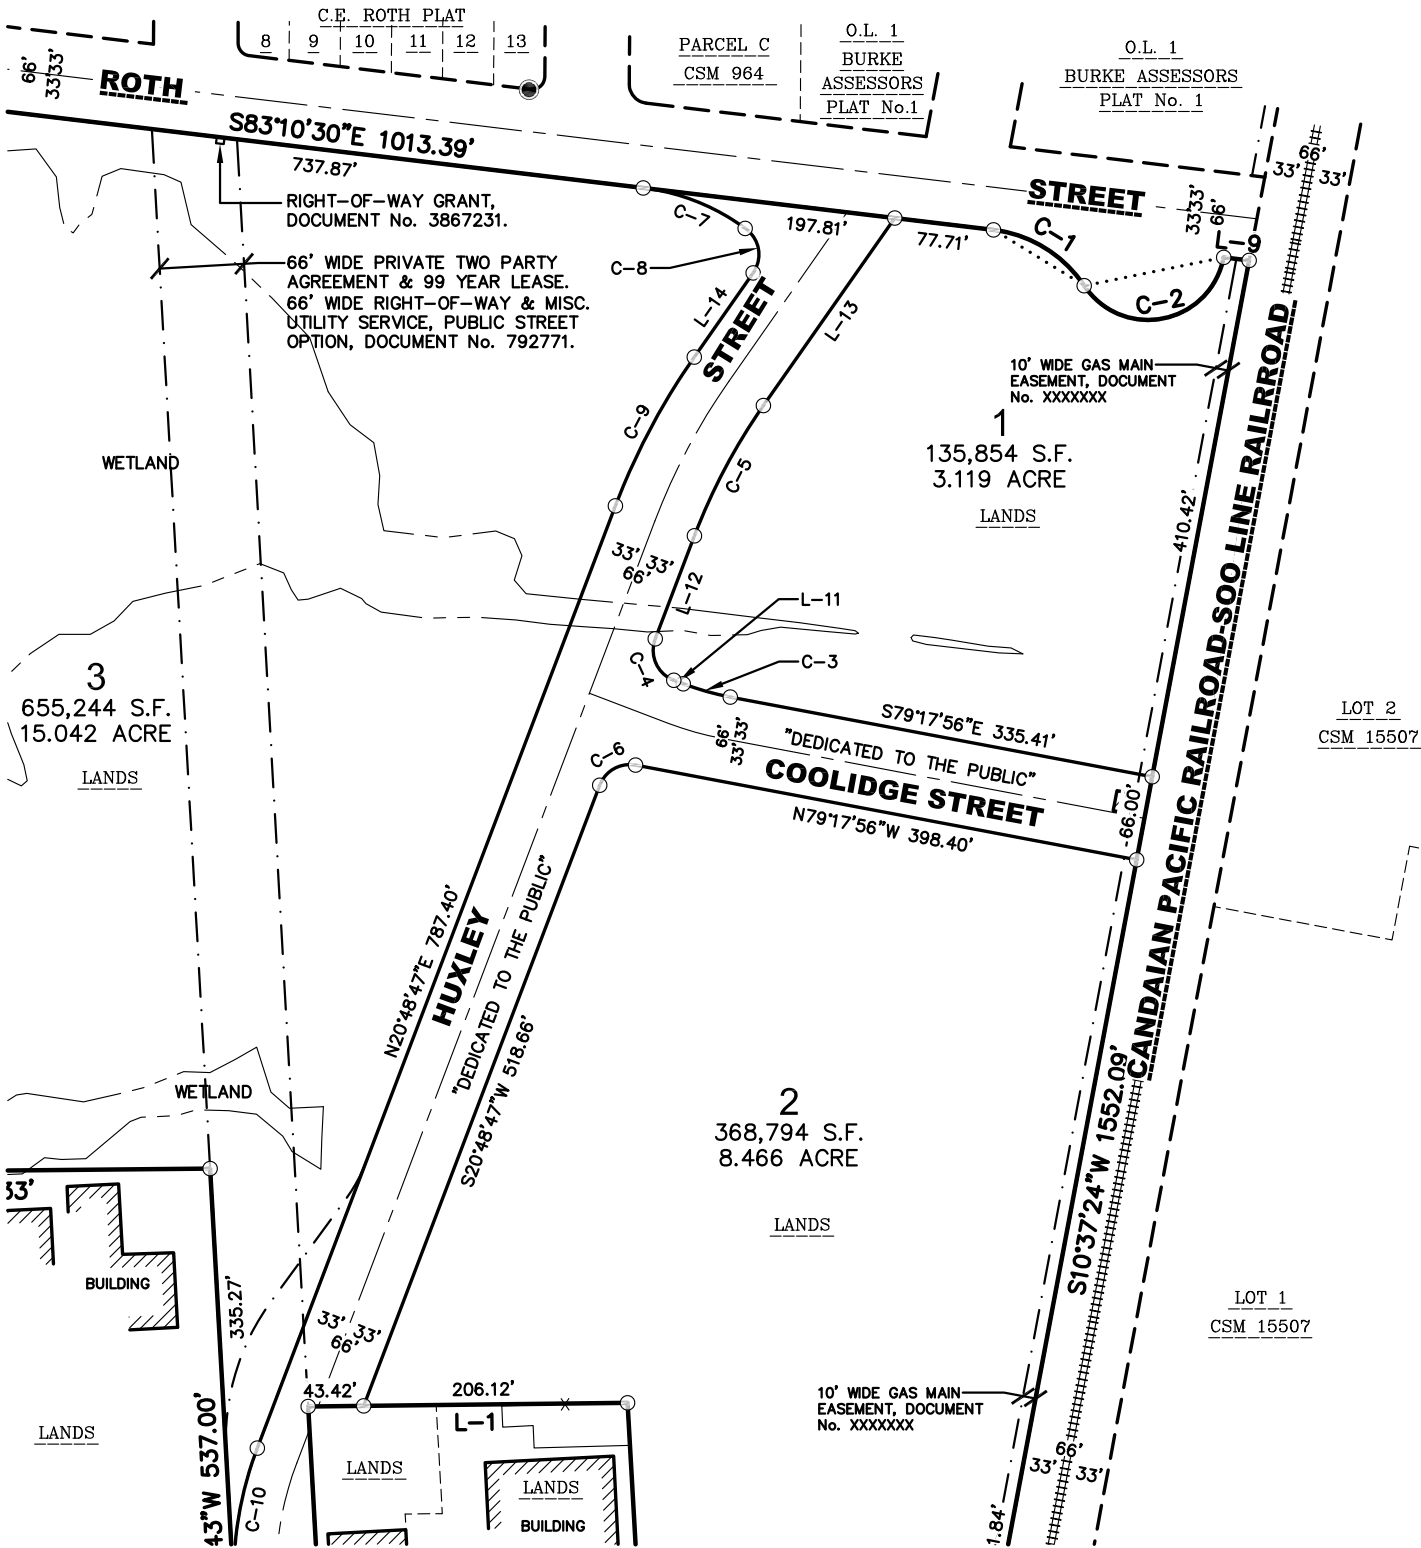 C.E. ROTH PLAT
8 9 10 11 12 13
PARCEL C
CSM 964
O.L. 1
BURKE
ASSESSORS
PLAT No.1
O.L. 1
BURKE ASSESSORS
PLAT No. 1
66'
33'33'
ROTH
S83°10'30"E 1013.39'
737.87'
RIGHT-OF-WAY GRANT,
DOCUMENT No. 3867231.
66'
33' 33'
STREET
33'33'
66'
C-7
197.81'
77.71'
C-1
L-9
C-8
C-2
66' WIDE PRIVATE TWO PARTY
AGREEMENT & 99 YEAR LEASE.
66' WIDE RIGHT-OF-WAY & MISC.
UTILITY SERVICE, PUBLIC STREET
OPTION, DOCUMENT No. 792771.
L-14
STREET
L-13
10' WIDE GAS MAIN
EASEMENT, DOCUMENT
No. XXXXXXX
C-9
C-5
1
135,854 S.F.
3.119 ACRE
LANDS
WETLAND
410.42'
CANDAIAN PACIFIC RAILROAD-SOO LINE RAILRROAD
33' 33'
66'
L-12
L-11
C-4
C-3
3
655,244 S.F.
15.042 ACRE
LANDS
S79°17'56"E 335.41'
LOT 2
CSM 15507
66'
33' 33'
"DEDICATED TO THE PUBLIC"
C-6
COOLIDGE STREET
66.00'
N79°17'56"W 398.40'
N20°48'47"E 787.40'
HUXLEY
"DEDICATED TO THE PUBLIC"
S20°48'47"W 518.66'
WETLAND
2
368,794 S.F.
8.466 ACRE
LANDS
S10°37'24"W 1552.09'
33'
BUILDING
335.27'
LOT 1
CSM 15507
33' 33'
66'
43.42'
206.12'
L-1
10' WIDE GAS MAIN
EASEMENT, DOCUMENT
No. XXXXXXX
LANDS
43"W 537.00'
LANDS
LANDS
BUILDING
C-10
66'
33' 33'
1.84'